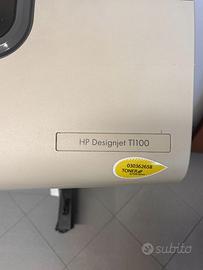 HP Designjet T1100
030362658
TONER
subito